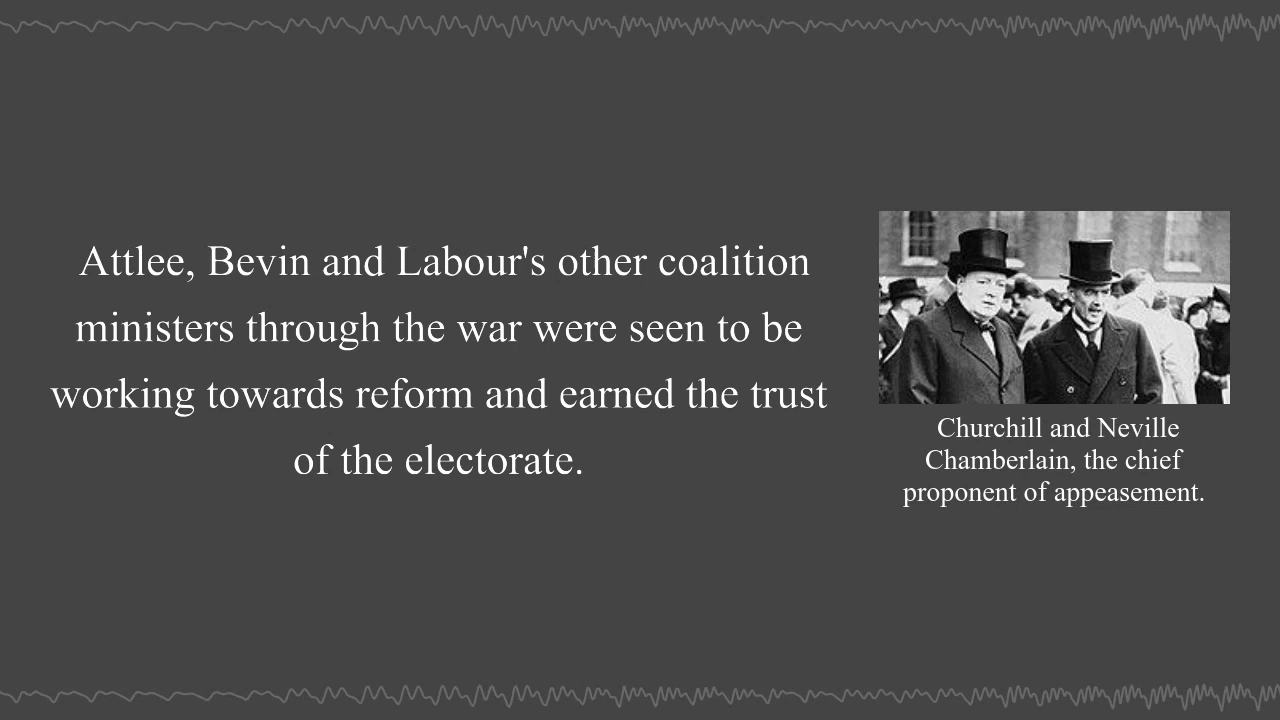 Attlee, Bevin and Labour's other coalition
ministers through the war were seen to be
working towards reform and earned the trust
of the electorate.
Churchill and Neville
Chamberlain, the chief
proponent of appeasement.